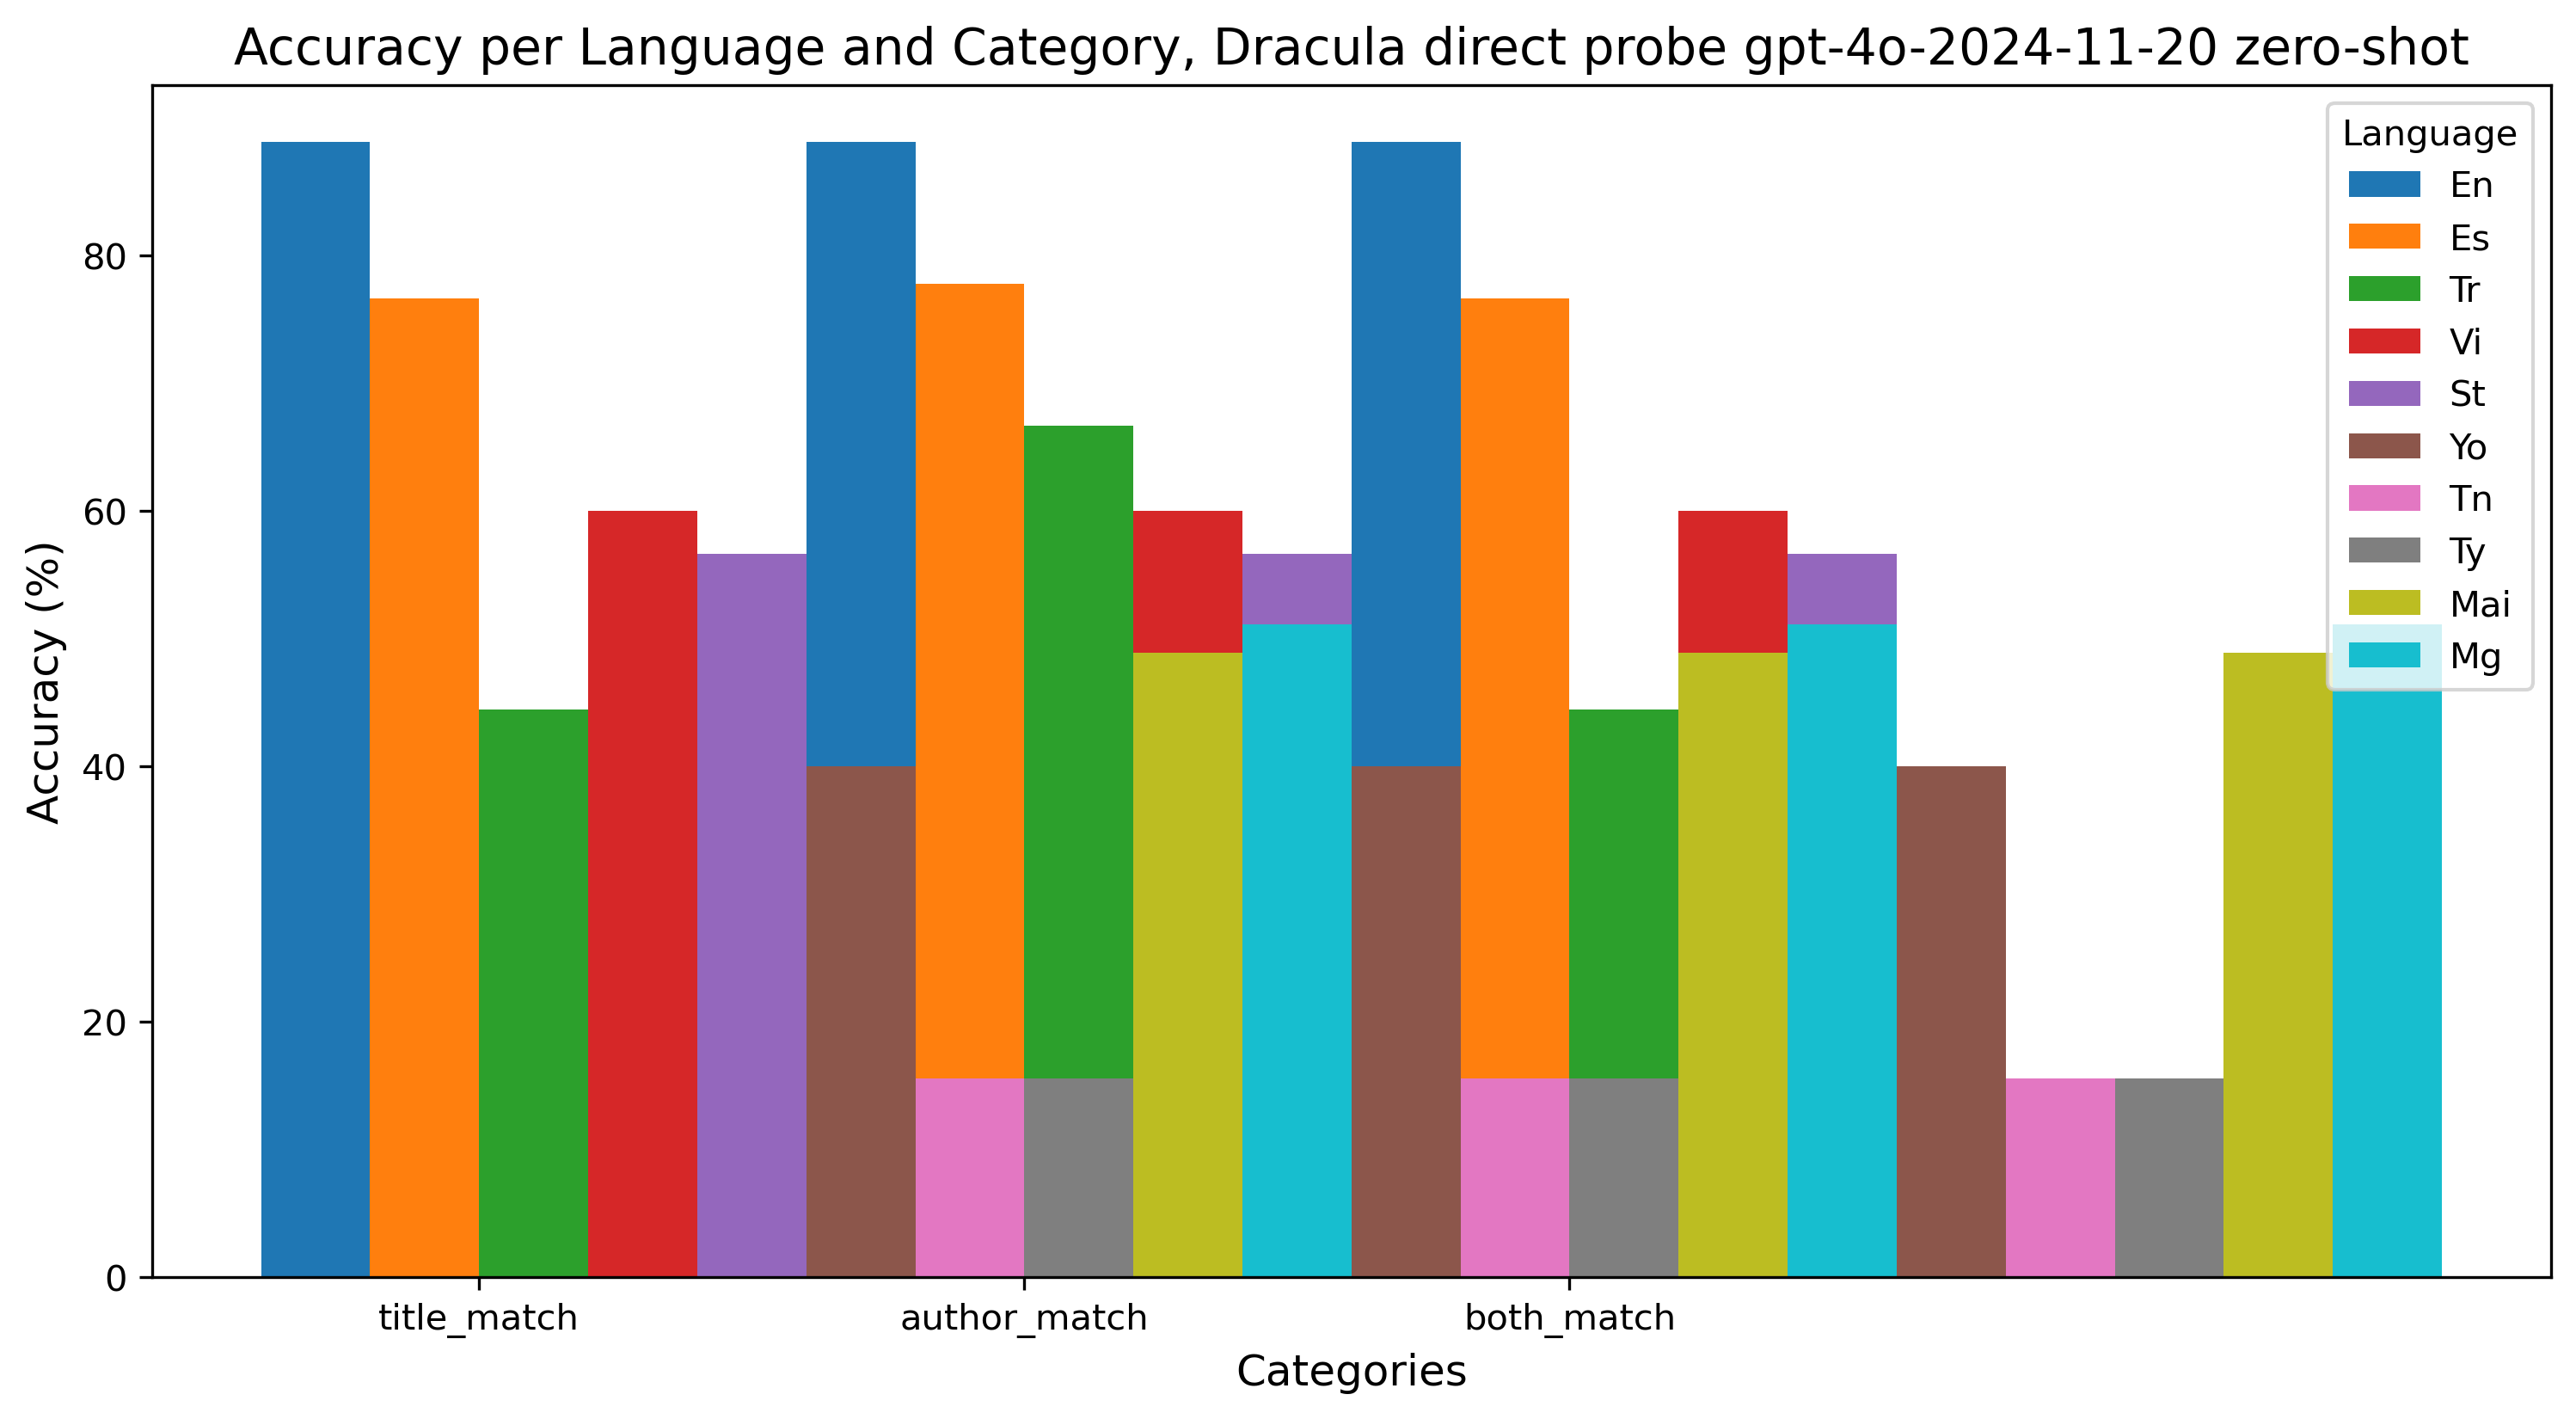 Accuracy per Language and Category, Dracula direct probe gpt-4o-2024-11-20 zero-shot
Accuracy (%)
80
60
40
20
0
title_match
author_match
both_match
Categories
Language
En
Es
Tr
Vi
St
Yo
Tn
Ty
Mai
Mg